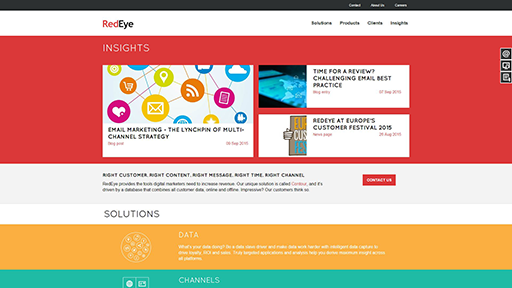 Contact About Us Careers
RedEye
Solutions Products Clients Insights
INSIGHTS
EMAIL MARKETING - THE LYNCHPIN OF MULTI-
CHANNEL STRATEGY
Blog post 08 Sep 2015
TIME FOR A REVIEW?
CHALLENGING EMAIL BEST
PRACTICE
Blog entry 07 Sep 2015
REDEYE AT EUROPE'S
CUSTOMER FESTIVAL 2015
News page 26 Aug 2015
RIGHT CUSTOMER, RIGHT CONTENT, RIGHT MESSAGE, RIGHT TIME, RIGHT CHANNEL
RedEye provides the tools digital marketers need to increase revenue. Our unique solution is called Contour, and it's
driven by a database that combines all customer data, online and offline. Impressive? Our customers think so.
CONTACT US
SOLUTIONS
DATA
What's your data doing? Be a data steve driver and make data work harder with intelligent data capture to
drive loyalty, ROI and sales. Truly targeted applications and analysis help you derive maximum insight across
all platforms.
CHANNELS